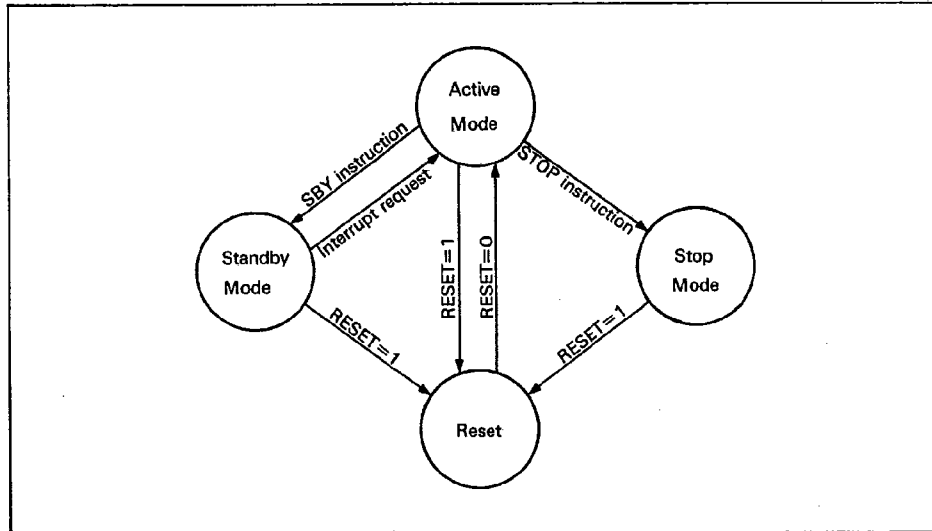 Active
Mode
SBY instruction
Interrupt request
STOP instruction
RESET=1
RESET=0
Standby
Mode
Stop
Mode
RESET=1
RESET=1
Reset